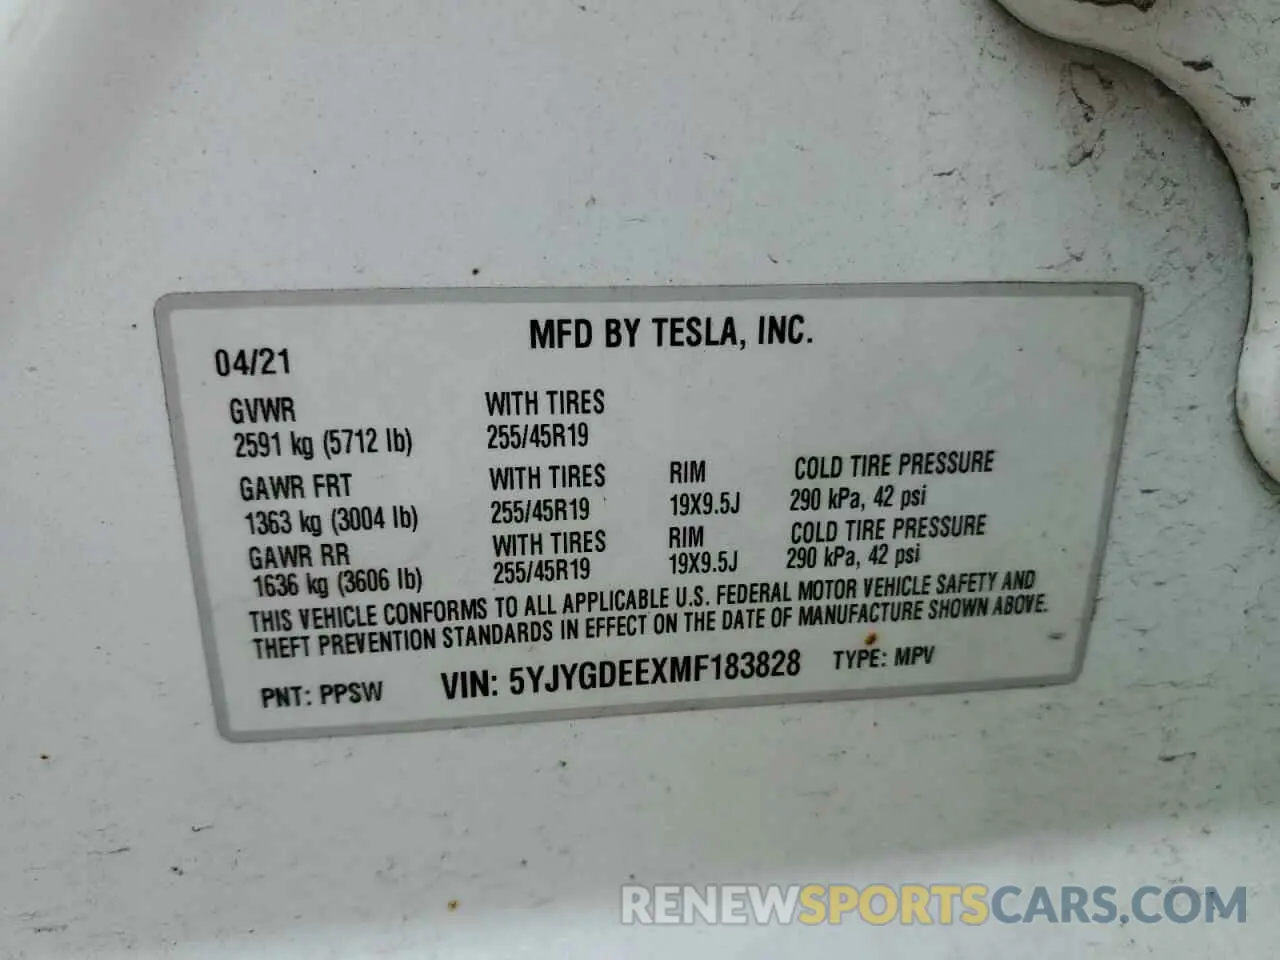 MFD BY TESLA, INC.
04/21
GVWR WITH TIRES
2591 kg (5712 lb) 255/45R19
GAWR FRT WITH TIRES RIM COLD TIRE PRESSURE
1363 kg (3004 lb) 255/45R19 19X9.5J 290 kPa, 42 psi
GAWR RR WITH TIRES RIM COLD TIRE PRESSURE
1636 kg (3606 lb) 255/45R19 19X9.5J 290 kPa, 42 psi
THIS VEHICLE CONFORMS TO ALL APPLICABLE U.S. FEDERAL MOTOR VEHICLE SAFETY AND
THEFT PREVENTION STANDARDS IN EFFECT ON THE DATE OF MANUFACTURE SHOWN ABOVE.
PNT: PPSW VIN: 5YJYGDEEXMF183828 TYPE: MPV
RENEWSPORTSCARS.COM